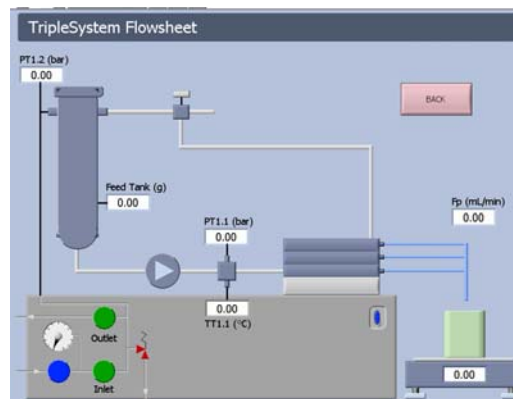 TripleSystem Flowsheet
PT1.2 (bar)
0.00
BACK
Feed Tank (g)
0.00
Fp (mL/min)
0.00
PT1.1 (bar)
0.00
0.00
TT1.1 (°C)
Outlet
Inlet
0.00